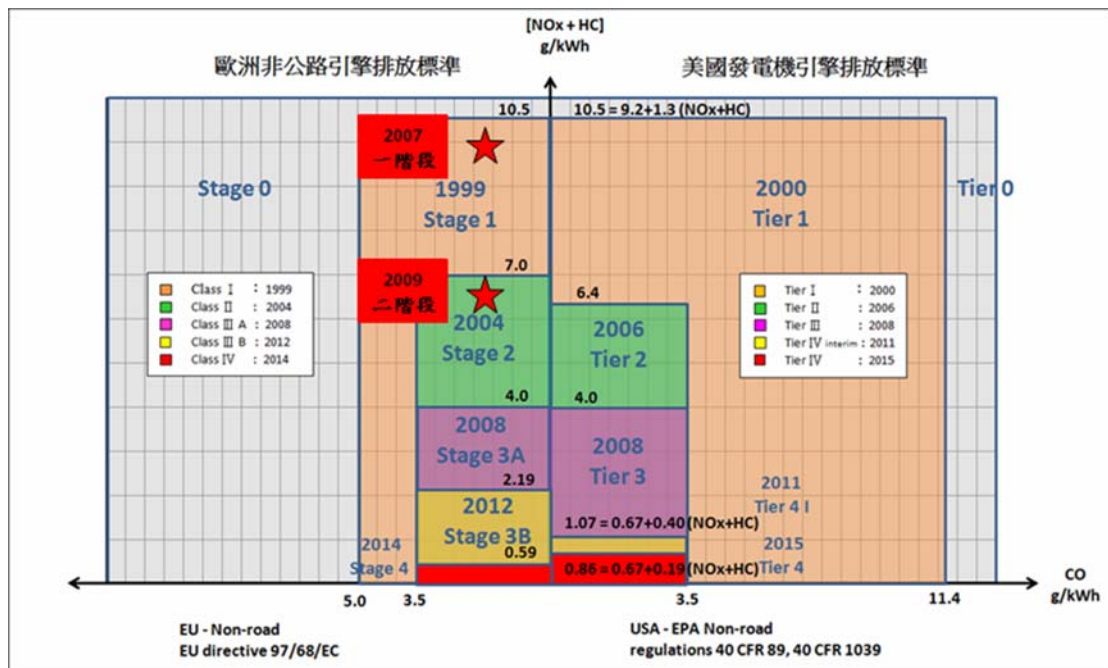 [NOx + HC]
g/kWh
歐洲非公路引擎排放標準
美國發電機引擎排放標準
10.5
10.5 = 9.2+1.3 (NOx+HC)
2007
一階段
Stage 0
1999
Stage 1
2000
Tier 1
Tier 0
7.0
2009
二階段
6.4
Class Ⅰ : 1999
Class Ⅱ : 2004
Class Ⅲ A : 2008
Class Ⅲ B : 2012
Class Ⅳ : 2014
2004
Stage 2
2006
Tier 2
Tier Ⅰ : 2000
Tier Ⅱ : 2006
Tier Ⅲ : 2008
Tier Ⅳ interim : 2011
Tier Ⅳ : 2015
4.0
4.0
2008
Stage 3A
2008
Tier 3
2.19
2011
Tier 4 I
2012
Stage 3B
1.07 = 0.67+0.40 (NOx+HC)
0.59
2014
Stage 4
2015
Tier 4
0.86 = 0.67+0.19 (NOx+HC)
CO
g/kWh
5.0
3.5
3.5
11.4
EU - Non-road
EU directive 97/68/EC
USA - EPA Non-road
regulations 40 CFR 89, 40 CFR 1039